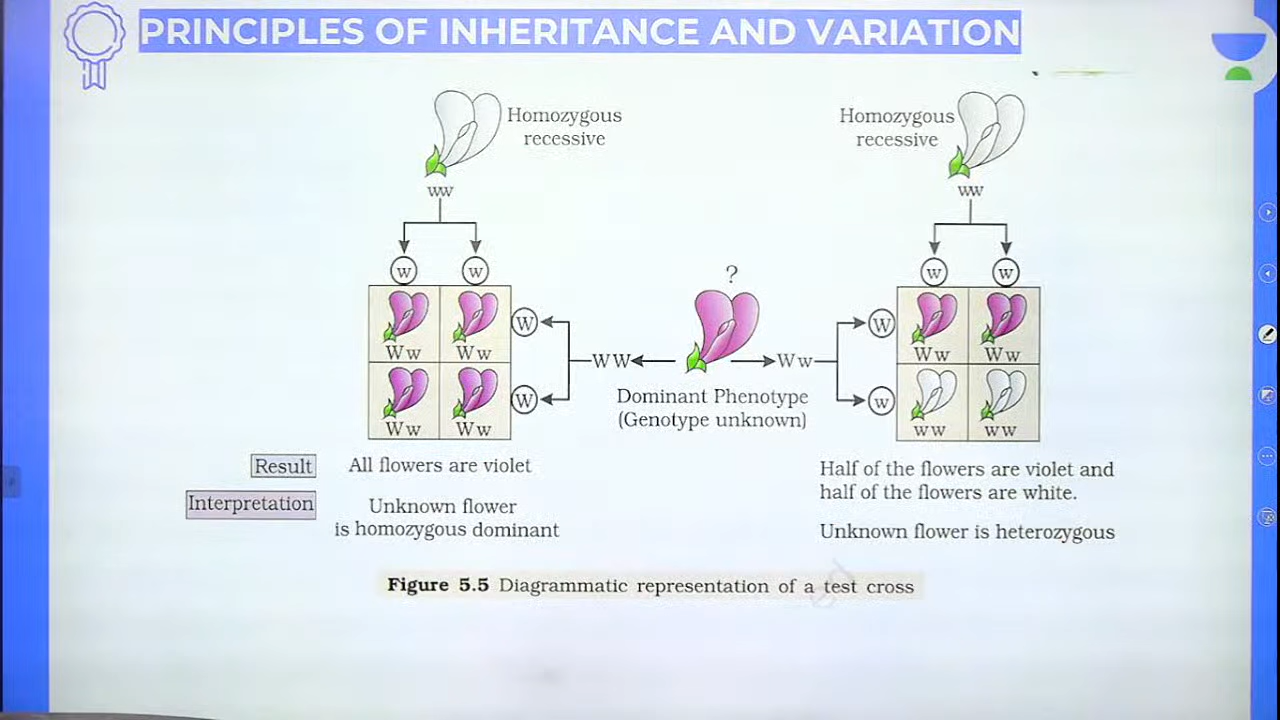 PRINCIPLES OF INHERITANCE AND VARIATION
Homozygous
recessive
ww
w w
Ww Ww
Ww Ww
W
W
WW
?
Dominant Phenotype
(Genotype unknown)
Ww
Homozygous
recessive
ww
w w
W
w
Ww Ww
ww ww
Result
All flowers are violet
Interpretation
Unknown flower
is homozygous dominant
Half of the flowers are violet and
half of the flowers are white.
Unknown flower is heterozygous
Figure 5.5 Diagrammatic representation of a test cross